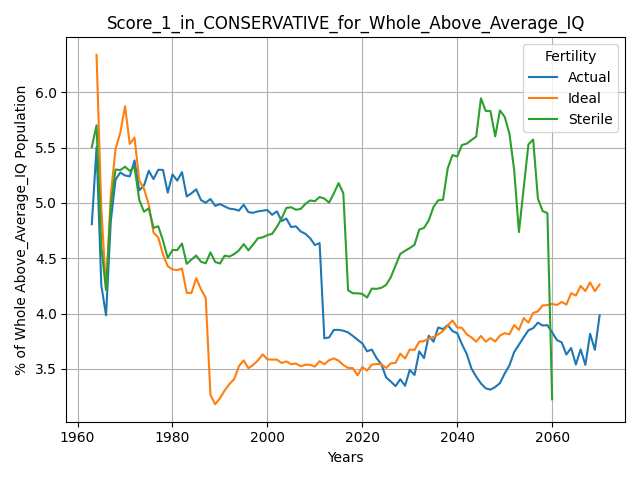 Score_1_in_CONSERVATIVE_for_Whole_Above_Average_IQ
% of Whole Above_Average_IQ Population
6.0
5.5
5.0
4.5
4.0
3.5
Fertility
Actual
Ideal
Sterile
1960 1980 2000 2020 2040 2060
Years